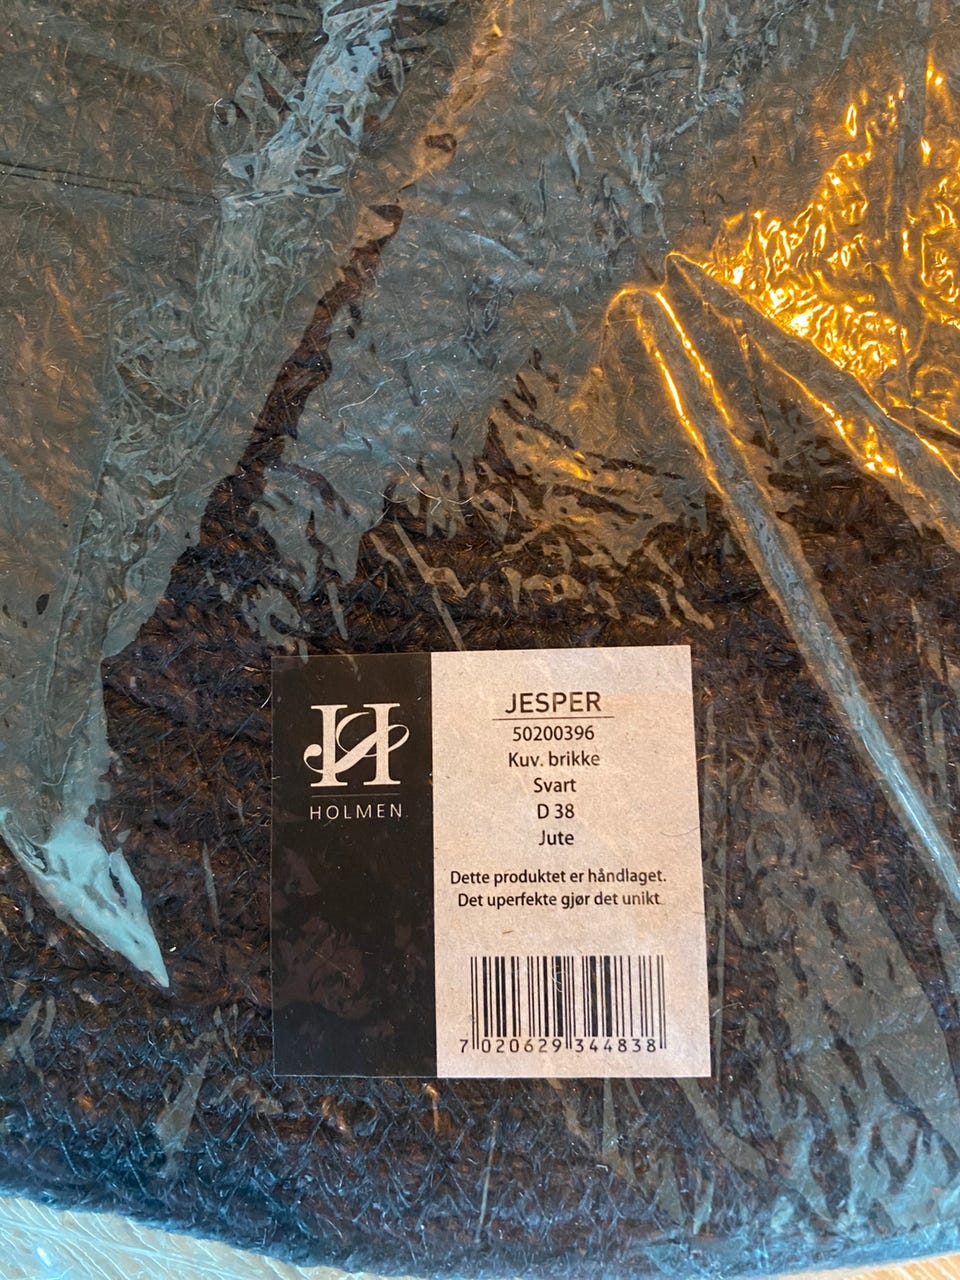 H
HOLMEN
JESPER
50200396
Kuv. brikke
Svart
D 38
Jute
Dette produktet er håndlaget.
Det uperfekte gjør det unikt
7 020629 344838